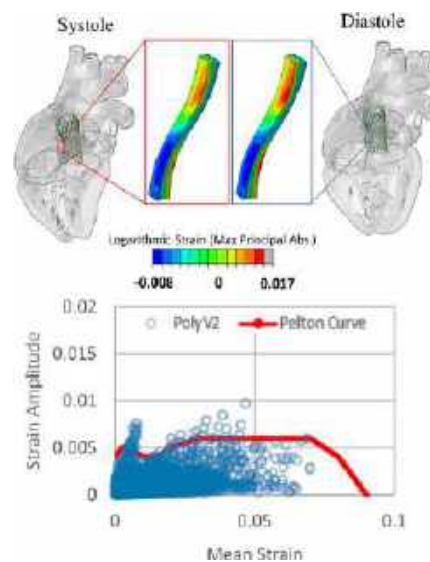 Systole
Diastole
Logarithmic Strain (Max Principal Abs.)
-0.008 0 0.017
PolyV2 Pelton Curve
0.02
0.015
0.01
0.005
0
Strain Amplitude
0 0.05 0.1
Mean Strain